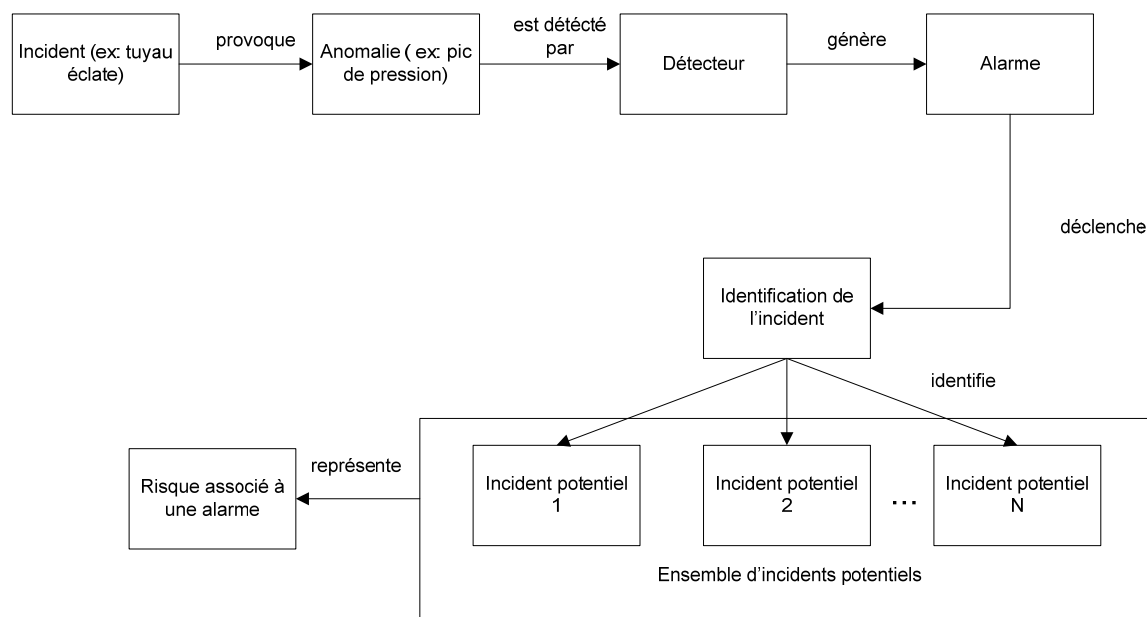 Incident (ex: tuyau
éclate)
provoque
Anomalie ( ex: pic
de pression)
est détécté
par
Détecteur
génère
Alarme
déclenche
Identification de
l’incident
identifie
Incident potentiel
1
Incident potentiel
2
...
Incident potentiel
N
Ensemble d’incidents potentiels
représente
Risque associé à
une alarme